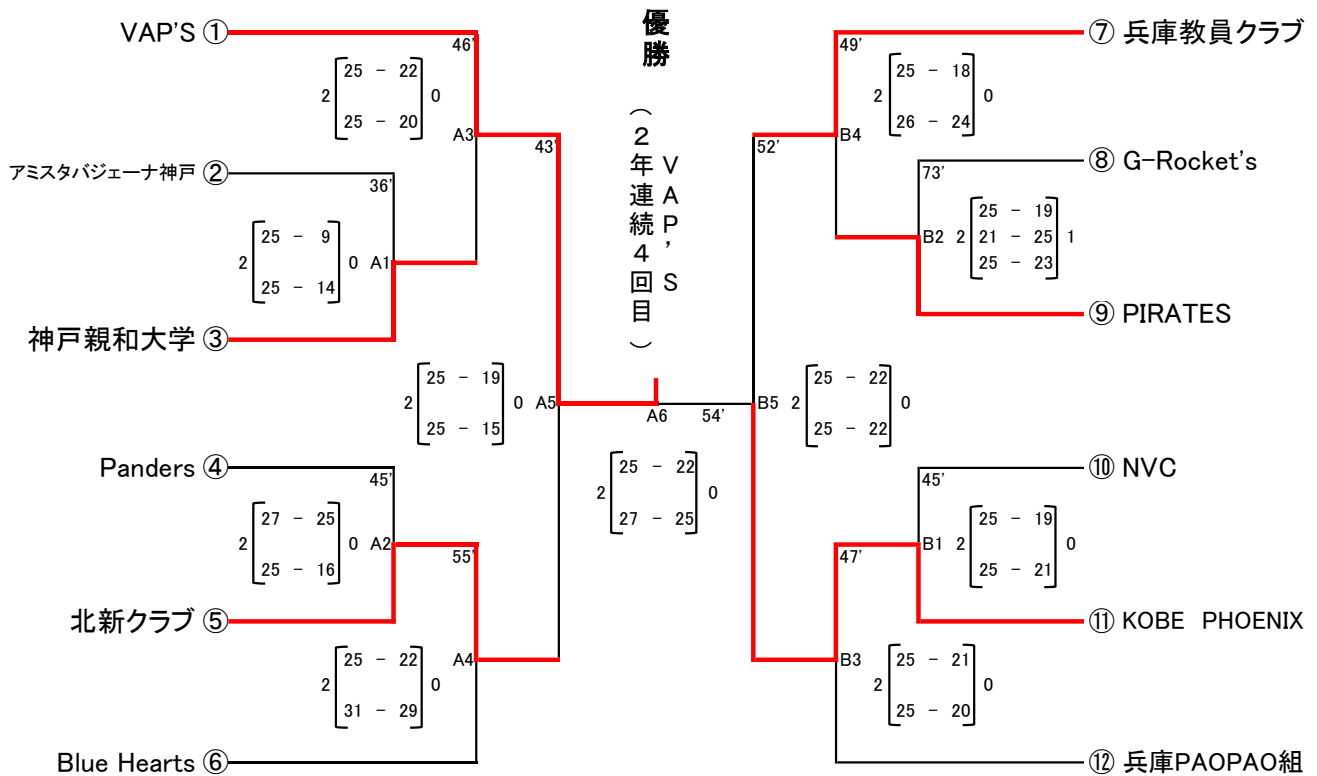 優勝
VAP'S
（2年連続4回目）
VAP'S ①
46'
25 - 22
2 0
25 - 20
A3
43'
アミスタバジェーナ神戸 ②
36'
25 - 9
2 0 A1
25 - 14
神戸親和大学 ③
25 - 19
2 0 A5
25 - 15
Panders ④
45'
27 - 25
2 0 A2
25 - 16
55'
北新クラブ ⑤
25 - 22
2 0
31 - 29
A4
Blue Hearts ⑥
A6
54'
25 - 22
2 0
27 - 25
⑦ 兵庫教員クラブ
49'
25 - 18
2 0
26 - 24
B4
52'
⑧ G-Rocket's
73'
25 - 19
B2 2 21 - 25 1
25 - 23
⑨ PIRATES
25 - 22
B5 2 0
25 - 22
⑩ NVC
45'
25 - 19
B1 2 0
25 - 21
47'
⑪ KOBE PHOENIX
B3
25 - 21
2 0
25 - 20
⑫ 兵庫PAOPAO組